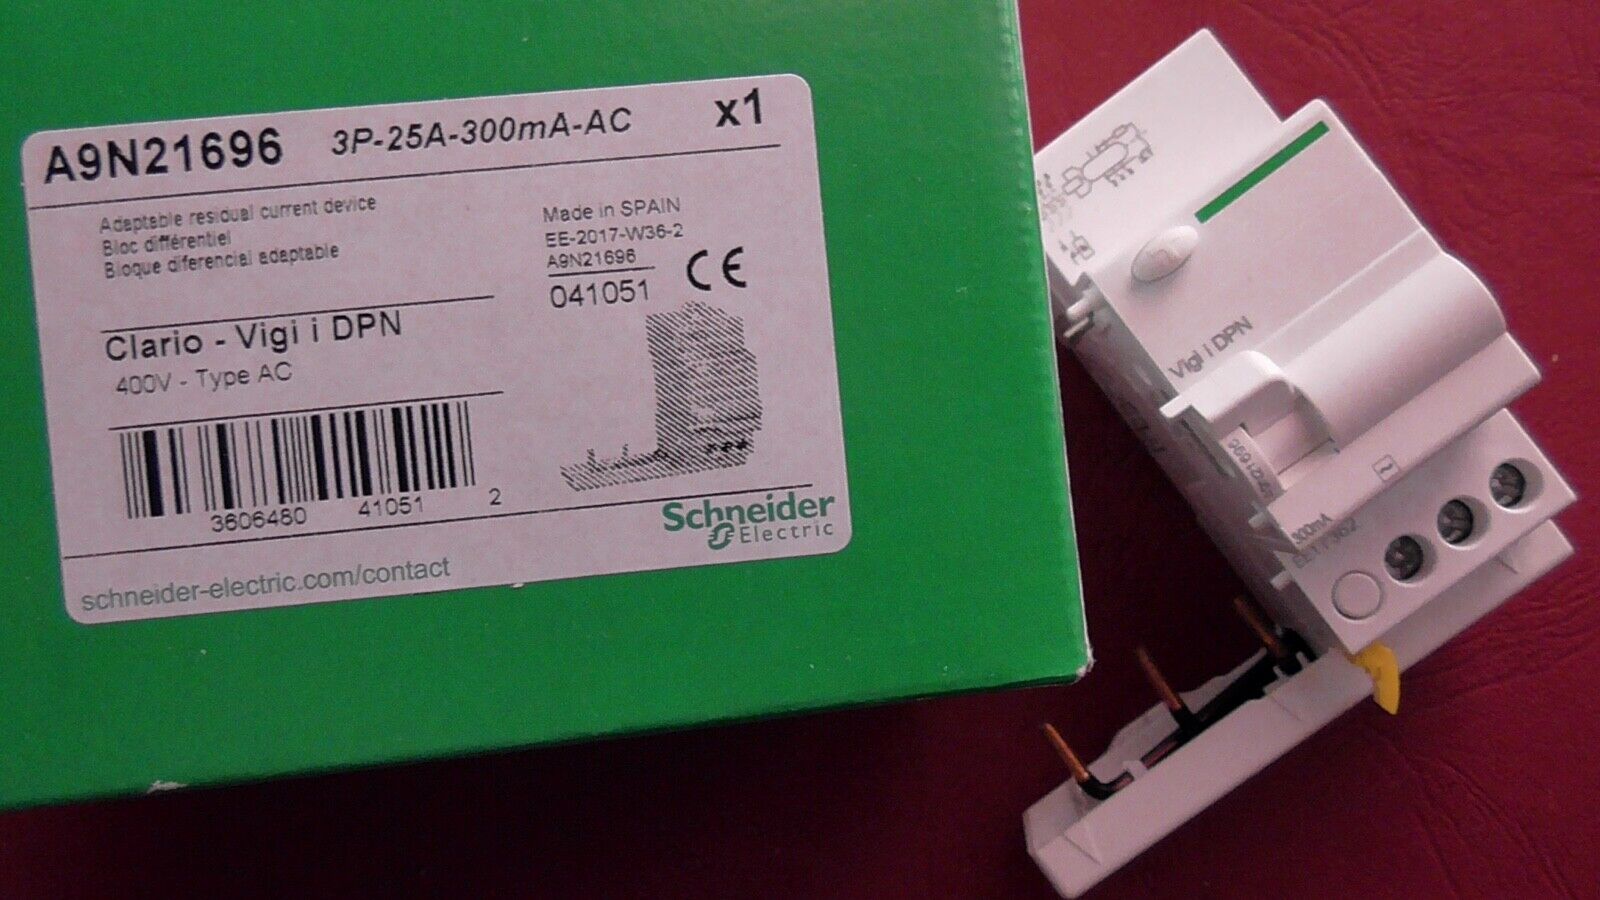 A9N21696 3P-25A-300mA-AC x1
Adaptable residual current device
Bloc différentiel
Bloque diferencial adaptable
Made in SPAIN
EE-2017-W36-2
A9N21696
041051
CE
Clario - Vigi i DPN
400V - Type AC
3606480 41051 2
Schneider
Electric
schneider-electric.com/contact
Vigi i DPN
300mA